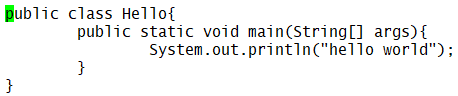 public class Hello{
        public static void main(String[] args){
                System.out.println("hello world");
        }
}